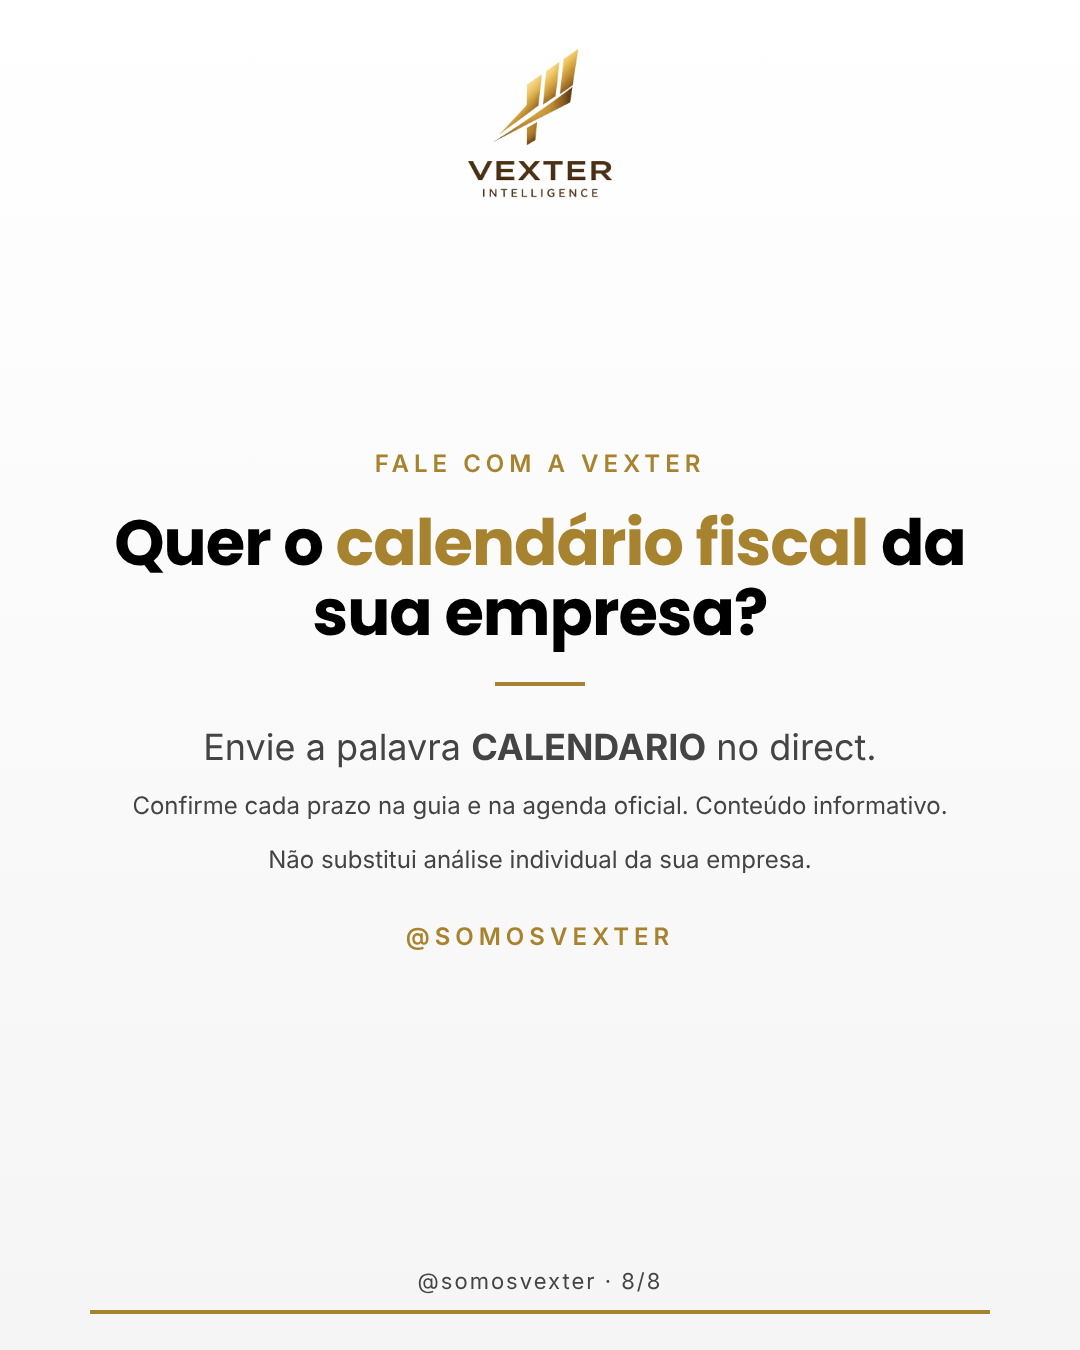 VEXTER
INTELLIGENCE
FALE COM A VEXTER
Quer o calendário fiscal da
sua empresa?
Envie a palavra CALENDARIO no direct.
Confirme cada prazo na guia e na agenda oficial. Conteúdo informativo.
Não substitui análise individual da sua empresa.
@SOMOSVEXTER
@somosvexter · 8/8